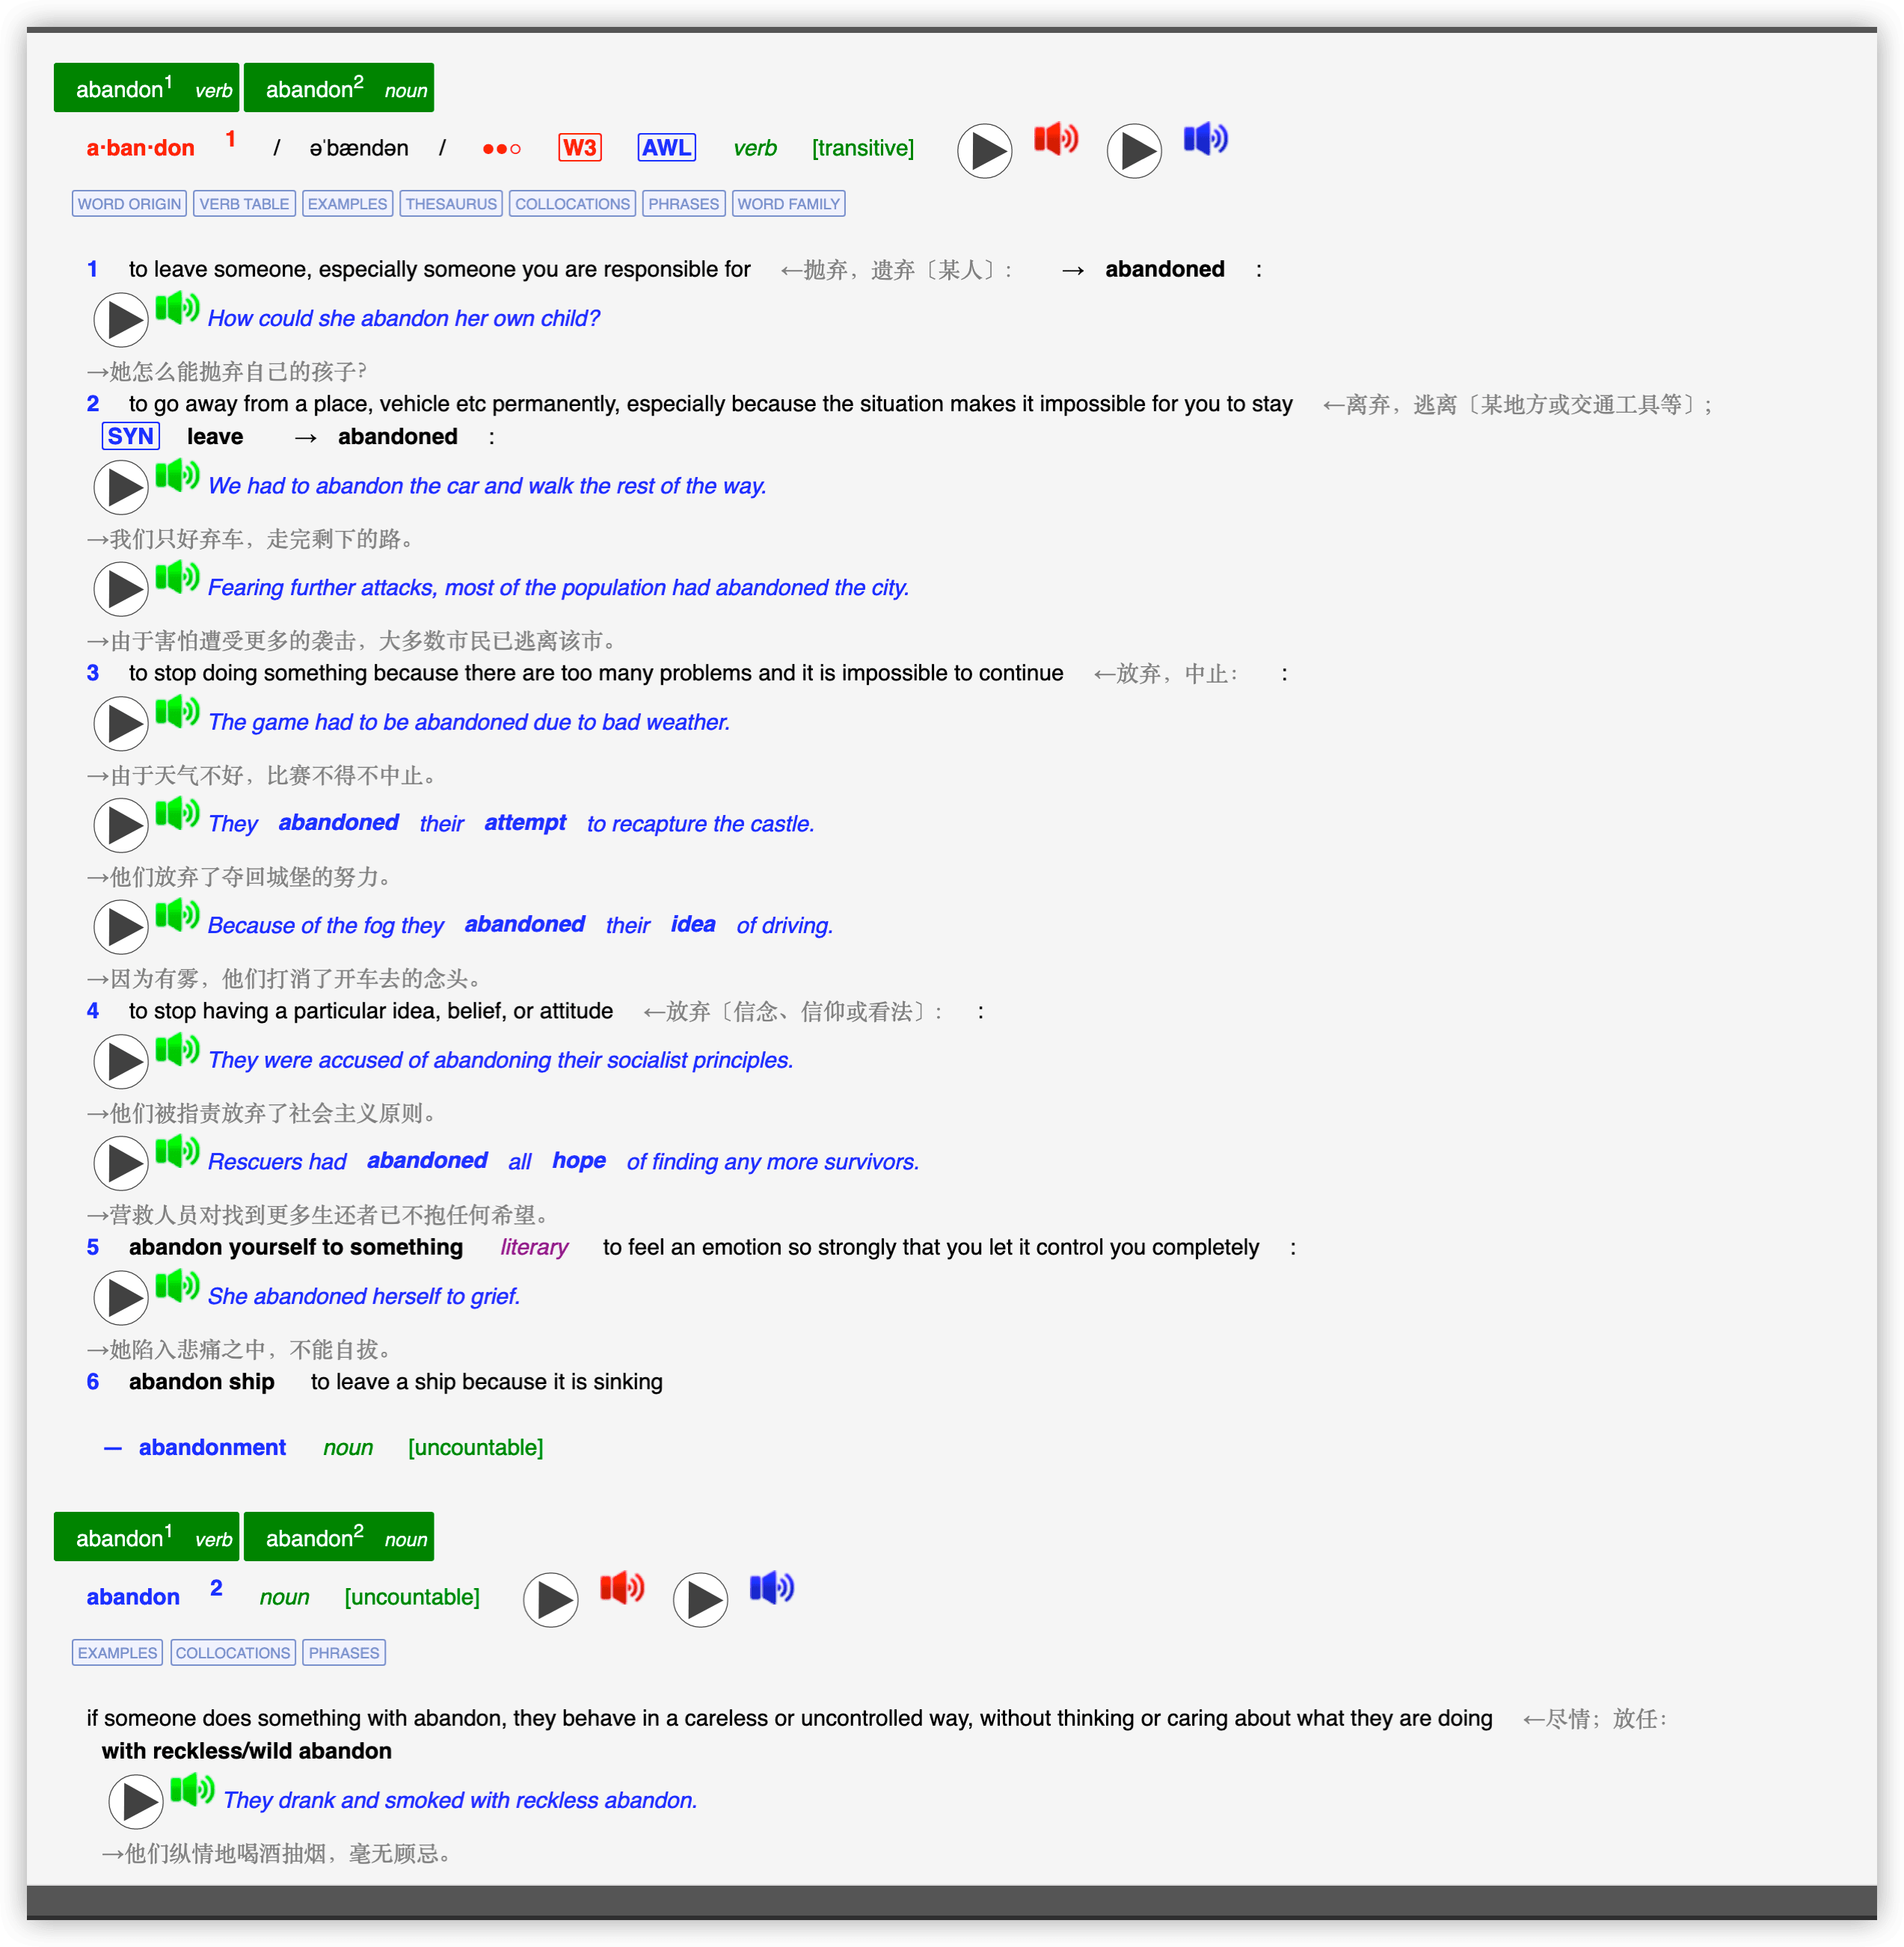 abandon1 verb abandon2 noun
a·ban·don 1 / əˈbændən / ●●○ W3 AWL verb [transitive]
WORD ORIGIN VERB TABLE EXAMPLES THESAURUS COLLOCATIONS PHRASES WORD FAMILY
1 to leave someone, especially someone you are responsible for ←抛弃，遗弃〔某人〕： → abandoned :
How could she abandon her own child?
→她怎么能抛弃自己的孩子?
2 to go away from a place, vehicle etc permanently, especially because the situation makes it impossible for you to stay ←离弃，逃离〔某地方或交通工具等〕；
SYN leave → abandoned :
We had to abandon the car and walk the rest of the way.
→我们只好弃车，走完剩下的路。
Fearing further attacks, most of the population had abandoned the city.
→由于害怕遭受更多的袭击，大多数市民已逃离该市。
3 to stop doing something because there are too many problems and it is impossible to continue ←放弃，中止： :
The game had to be abandoned due to bad weather.
→由于天气不好，比赛不得不中止。
They abandoned their attempt to recapture the castle.
→他们放弃了夺回城堡的努力。
Because of the fog they abandoned their idea of driving.
→因为有雾，他们打消了开车去的念头。
4 to stop having a particular idea, belief, or attitude ←放弃〔信念、信仰或看法〕： :
They were accused of abandoning their socialist principles.
→他们被指责放弃了社会主义原则。
Rescuers had abandoned all hope of finding any more survivors.
→营救人员对找到更多生还者已不抱任何希望。
5 abandon yourself to something literary to feel an emotion so strongly that you let it control you completely :
She abandoned herself to grief.
→她陷入悲痛之中，不能自拔。
6 abandon ship to leave a ship because it is sinking
— abandonment noun [uncountable]
abandon1 verb abandon2 noun
abandon 2 noun [uncountable]
EXAMPLES COLLOCATIONS PHRASES
if someone does something with abandon, they behave in a careless or uncontrolled way, without thinking or caring about what they are doing ←尽情；放任：
with reckless/wild abandon
They drank and smoked with reckless abandon.
→他们纵情地喝酒抽烟，毫无顾忌。